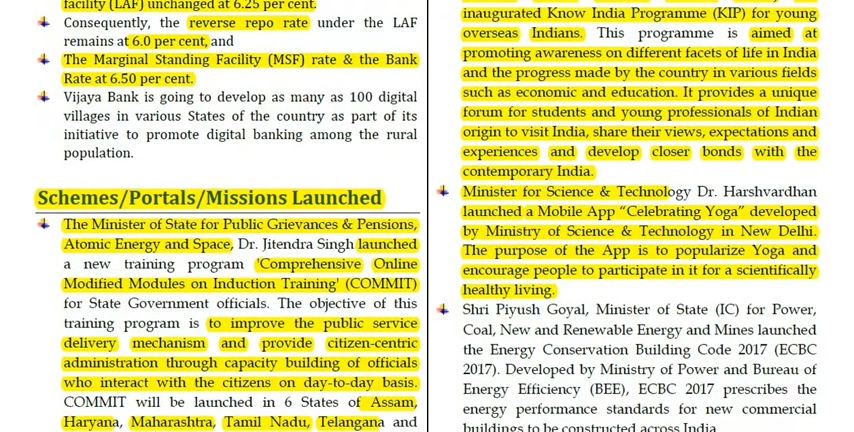 facility (LAF) unchanged at 6.25 per cent.
Consequently, the reverse repo rate under the LAF
remains at 6.0 per cent, and
The Marginal Standing Facility (MSF) rate & the Bank
Rate at 6.50 per cent.
Vijaya Bank is going to develop as many as 100 digital
villages in various States of the country as part of its
initiative to promote digital banking among the rural
population.
Schemes/Portals/Missions Launched
The Minister of State for Public Grievances & Pensions,
Atomic Energy and Space, Dr. Jitendra Singh launched
a new training program 'Comprehensive Online
Modified Modules on Induction Training' (COMMIT)
for State Government officials. The objective of this
training program is to improve the public service
delivery mechanism and provide citizen-centric
administration through capacity building of officials
who interact with the citizens on day-to-day basis.
COMMIT will be launched in 6 States of Assam,
Haryana, Maharashtra, Tamil Nadu, Telangana and
inaugurated Know India Programme (KIP) for young
overseas Indians. This programme is aimed at
promoting awareness on different facets of life in India
and the progress made by the country in various fields
such as economic and education. It provides a unique
forum for students and young professionals of Indian
origin to visit India, share their views, expectations and
experiences and develop closer bonds with the
contemporary India.
Minister for Science & Technology Dr. Harshvardhan
launched a Mobile App “Celebrating Yoga” developed
by Ministry of Science & Technology in New Delhi.
The purpose of the App is to popularize Yoga and
encourage people to participate in it for a scientifically
healthy living.
Shri Piyush Goyal, Minister of State (IC) for Power,
Coal, New and Renewable Energy and Mines launched
the Energy Conservation Building Code 2017 (ECBC
2017). Developed by Ministry of Power and Bureau of
Energy Efficiency (BEE), ECBC 2017 prescribes the
energy performance standards for new commercial
buildings to be constructed across India